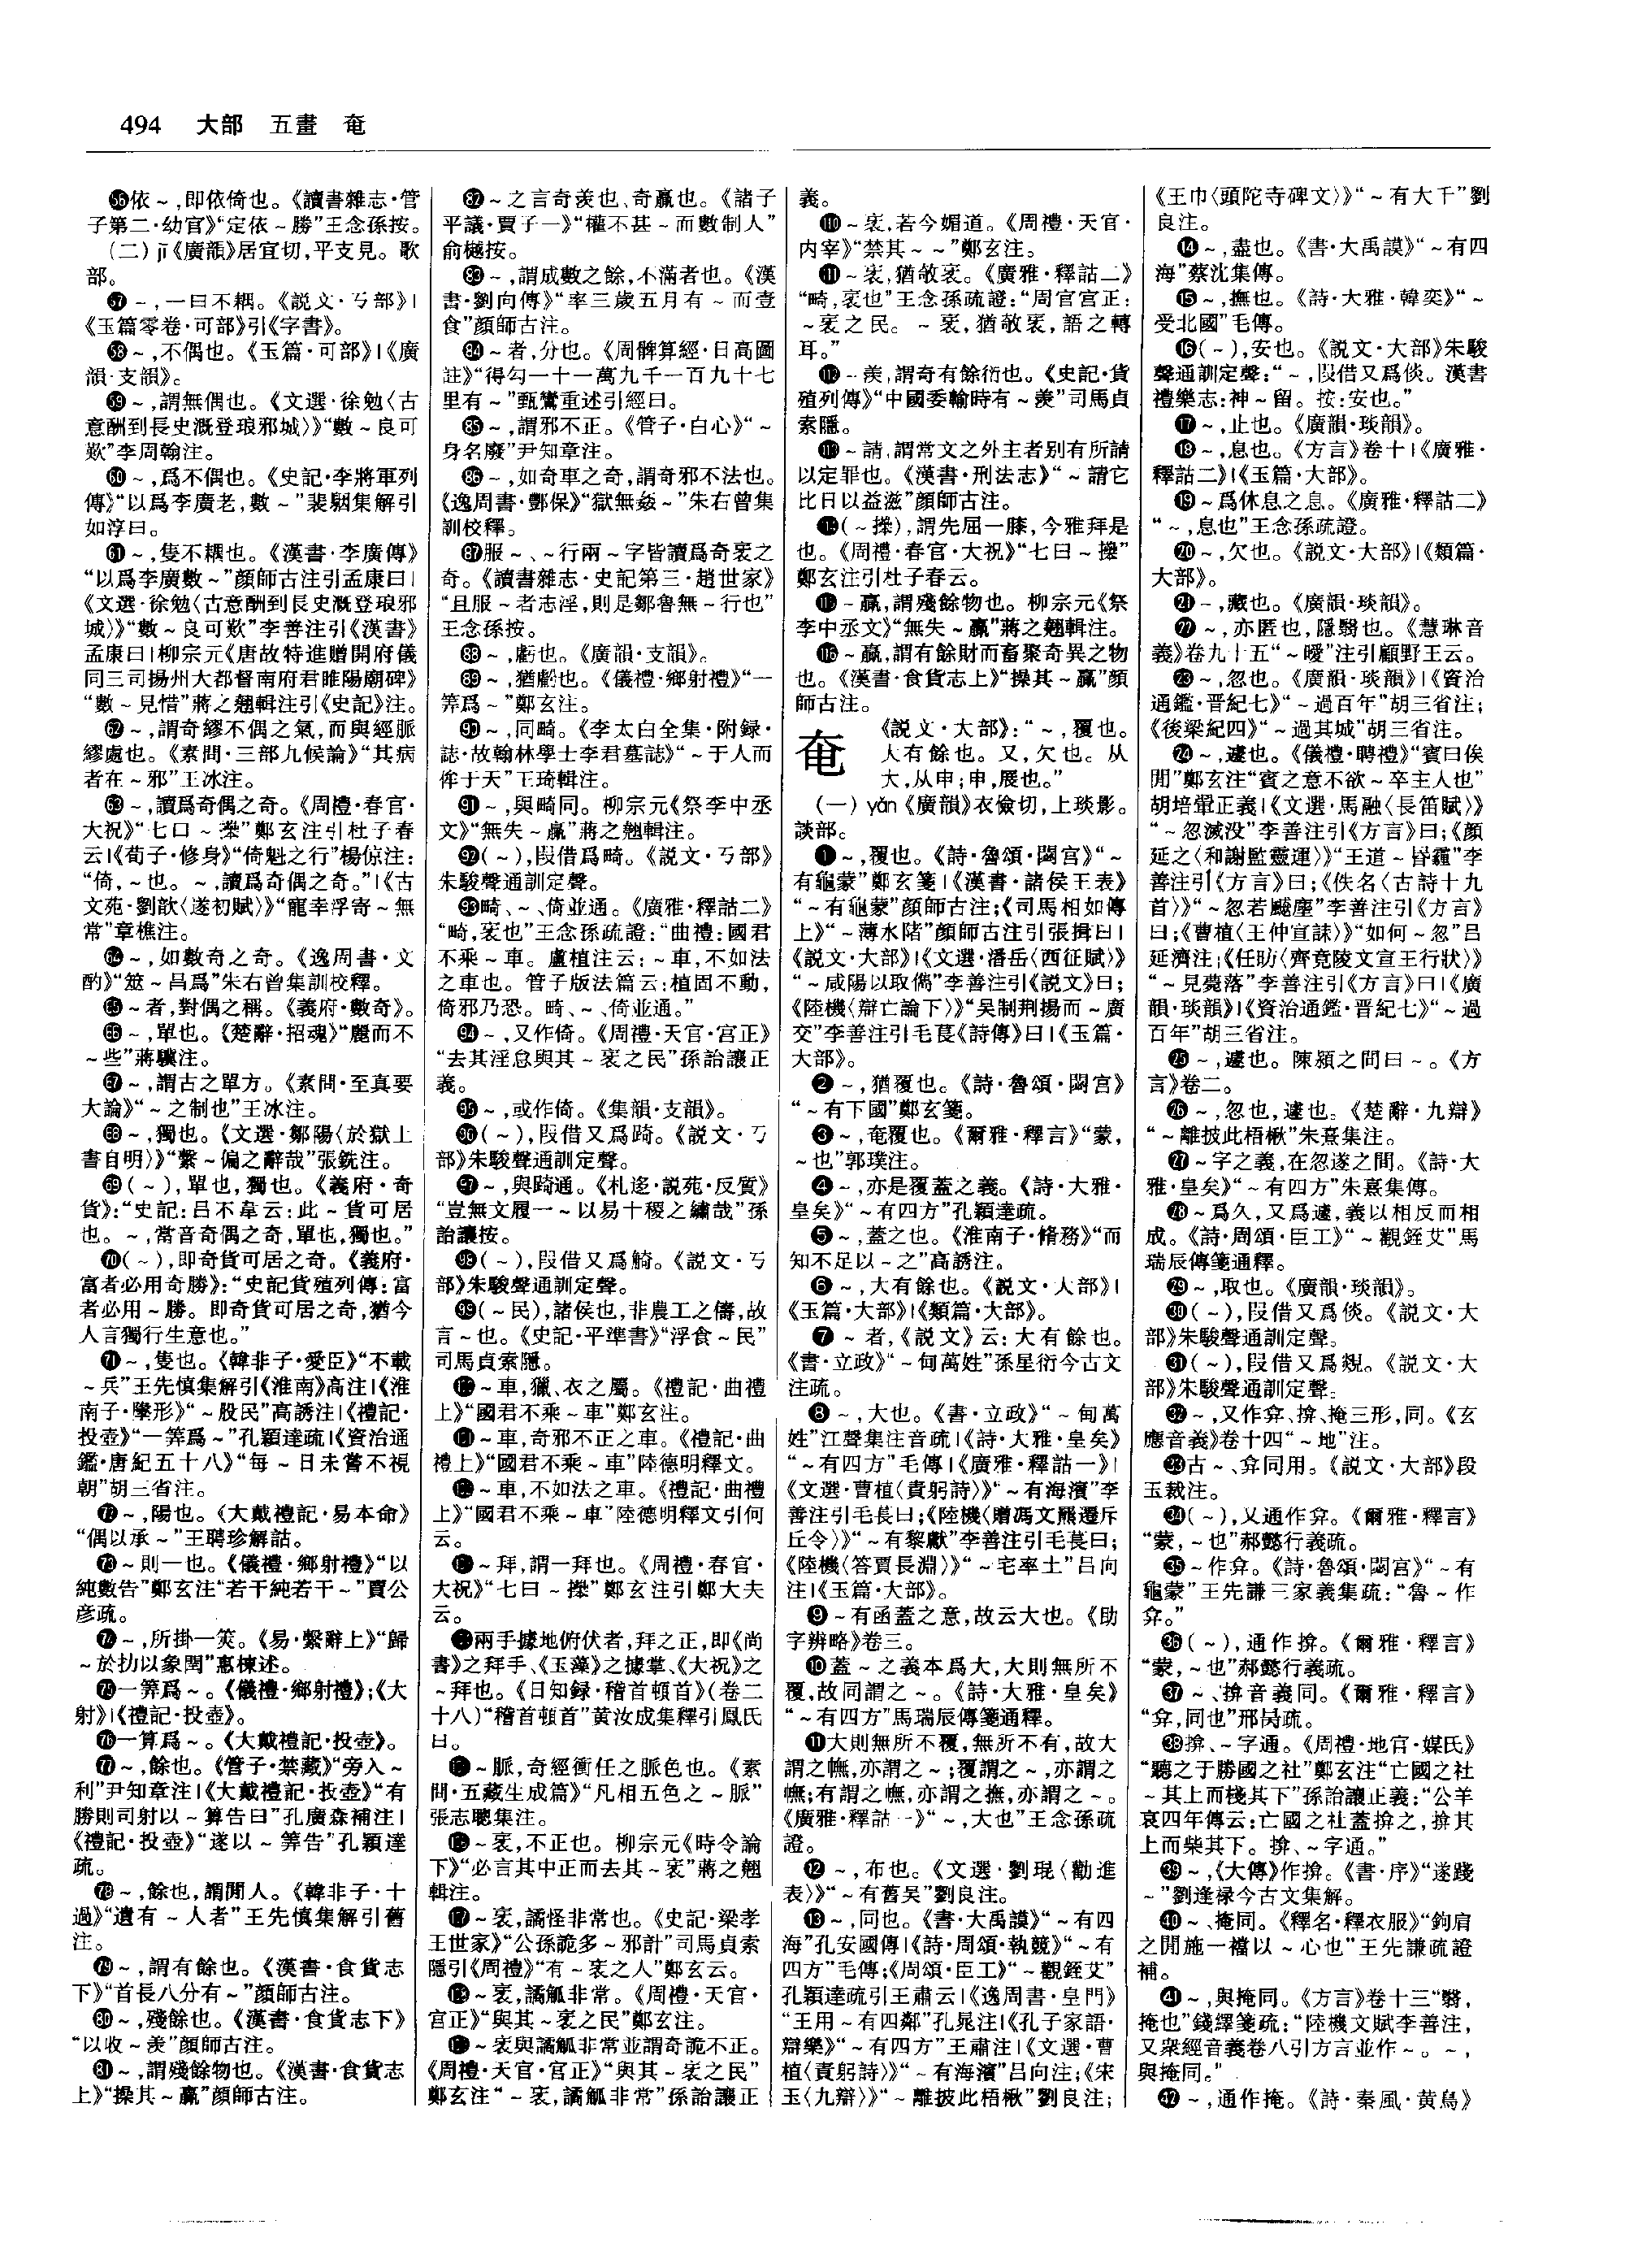 494 大部 五畫 奄
56依～,即依倚也。《讀書雜志·管
子第二·幼官》“定依～勝”王念孫按。
(二)jī《廣韻》居宜切,平支見。歌
部。
57～,一曰不耦。《説文·丂部》|
《玉篇零卷·可部》引《字書》。
58～,不偶也。《玉篇·可部》|《廣
韻·支韻》。
59～,謂無偶也。《文選·徐勉〈古
意酬到長史溉登琅邪城〉》“數～良可
歎”李周翰注。
60～,爲不偶也。《史記·李將軍列
傳》“以爲李廣老,數～”裴駰集解引
如淳曰。
61～,隻不耦也。《漢書·李廣傳》
“以爲李廣數～”顔師古注引孟康曰|
《文選·徐勉〈古意酬到長史溉登琅邪
城〉》“數～良可歎”李善注引《漢書》
孟康曰|柳宗元《唐故特進贈開府儀
同三司揚州大都督南府君睢陽廟碑》
“數～見惜”蔣之翹輯注引《史記》注。
62～,謂奇繆不偶之氣,而與經脈
繆處也。《素問·三部九候論》“其病
者在～邪”王冰注。
63～,讀爲奇偶之奇。《周禮·春官·
大祝》“七曰～𢷎”鄭玄注引杜子春
云|《荀子·修身》“倚魁之行”楊倞注:
“倚,～也。～,讀爲奇偶之奇。”|《古
文苑·劉歆〈遂初賦〉》“寵幸浮寄～無
常”章樵注。
64～,如數奇之奇。《逸周書·文
酌》“筮～昌爲”朱右曾集訓校釋。
65～者,對偶之稱。《義府·數奇》。
66～,單也。《楚辭·招魂》“麗而不
～些”蔣驥注。
67～,謂古之單方。《素問·至真要
大論》“～之制也”王冰注。
68～,獨也。《文選·鄒陽〈於獄上
書自明〉》“繫～偏之辭哉”張銑注。
69(～),單也,獨也。《義府·奇
貨》:“史記:吕不韋云:此～貨可居
也。～,常音奇偶之奇,單也,獨也。”
70(～),即奇貨可居之奇。《義府·
富者必用奇勝》:“史記貨殖列傳:富
者必用～勝。即奇貨可居之奇,猶今
人言獨行生意也。”
71～,隻也。《韓非子·愛臣》“不載
～兵”王先慎集解引《淮南》高注|《淮
南子·墬形》“～股民”高誘注|《禮記·
投壺》“一筭爲～”孔穎達疏|《資治通
鑑·唐紀五十八》“每～日未嘗不視
朝”胡三省注。
72～,陽也。《大戴禮記·易本命》
“偶以承～”王聘珍解詁。
73～則一也。《儀禮·鄉射禮》“以
純數告”鄭玄注“若干純若干～”賈公
彦疏。
74～,所掛一筴。《易·繫辭上》“歸
～於扐以象閏”惠棟述。
75一筭爲～。《儀禮·鄉射禮》;《大
射》|《禮記·投壺》。
76一算爲～。《大戴禮記·投壺》。
77～,餘也。《管子·禁藏》“旁入～
利”尹知章注|《大戴禮記·投壺》“有
勝則司射以～算告曰”孔廣森補注|
《禮記·投壺》“遂以～筭告”孔穎達
疏。
78～,餘也,謂閒人。《韓非子·十
過》“遺有～人者”王先慎集解引舊
注。
79～,謂有餘也。《漢書·食貨志
下》“首長八分有～”顔師古注。
80～,殘餘也。《漢書·食貨志下》
“以收～羡”顔師古注。
81～,謂殘餘物也。《漢書·食貨志
上》“操其～贏”顔師古注。
82～之言奇羡也、奇贏也。《諸子
平議·賈子一》“權不甚～而數制人”
俞樾按。
83～,謂成數之餘,不滿者也。《漢
書·劉向傳》“率三歲五月有～而壹
食”顔師古注。
84～者,分也。《周髀算經·日高圖
註》“得勾一十一萬九千一百九十七
里有～”甄鸞重述引經曰。
85～,謂邪不正。《管子·白心》“～
身名廢”尹知章注。
86～,如奇車之奇,謂奇邪不法也。
《逸周書·酆保》“獄無姦～”朱右曾集
訓校釋。
87服～、～行兩～字皆讀爲奇衺之
奇。《讀書雜志·史記第三·趙世家》
“且服～者志淫,則是鄒魯無～行也”
王念孫按。
88～,虧也。《廣韻·支韻》。
89～,猶虧也。《儀禮·鄉射禮》“一
筭爲～”鄭玄注。
90～,同畸。《李太白全集·附録·
誌·故翰林學士李君墓誌》“～于人而
侔于天”王琦輯注。
91～,與畸同。柳宗元《祭李中丞
文》“無失～贏”蔣之翹輯注。
92(～),叚借爲畸。《説文·丂部》
朱駿聲通訓定聲。
93畸、～、倚並通。《廣雅·釋詁二》
“畸,衺也”王念孫疏證:“曲禮:國君
不乘～車。盧植注云:～車,不如法
之車也。管子版法篇云:植固不動,
倚邪乃恐。畸、～、倚並通。”
94～,又作倚。《周禮·天官·宮正》
“去其淫怠與其～衺之民”孫詒讓正
義。
95～,或作倚。《集韻·支韻》。
96(～),叚借又爲踦。《説文·丂
部》朱駿聲通訓定聲。
97～,與踦通。《札迻·説苑·反質》
“豈無文履一～以易十稷之繡哉”孫
詒讓按。
98(～),叚借又爲觭。《説文·丂
部》朱駿聲通訓定聲。
99(～民),諸侯也,非農工之儔,故
言～也。《史記·平準書》“浮食～民”
司馬貞索隱。
～車,獵、衣之屬。《禮記·曲禮
上》“國君不乘～車”鄭玄注。
～車,奇邪不正之車。《禮記·曲
禮上》“國君不乘～車”陸德明釋文。
～車,不如法之車。《禮記·曲禮
上》“國君不乘～車”陸德明釋文引何
云。
～拜,謂一拜也。《周禮·春官·
大祝》“七曰～𢷎”鄭玄注引鄭大夫
云。
兩手據地俯伏者,拜之正,即《尚
書》之拜手、《玉藻》之據掌、《大祝》之
～拜也。《日知録·稽首頓首》(卷二
十八)“稽首頓首”黃汝成集釋引鳳氏
曰。
～脈,奇經衝任之脈色也。《素
問·五藏生成篇》“凡相五色之～脈”
張志聰集注。
～衺,不正也。柳宗元《時令論
下》“必言其中正而去其～衺”蔣之翹
輯注。
～衺,譎怪非常也。《史記·梁孝
王世家》“公孫詭多～邪計”司馬貞索
隱引《周禮》“有～衺之人”鄭玄云。
～衺,譎觚非常。《周禮·天官·
宮正》“與其～衺之民”鄭玄注。
～衺與譎觚非常並謂奇詭不正。
《周禮·天官·宮正》“與其～衺之民”
鄭玄注“～衺,譎觚非常”孫詒讓正
義。
110～衺,若今媚道。《周禮·天官·
内宰》“禁其～～”鄭玄注。
111～衺,猶敧衺。《廣雅·釋詁二》
“畸,衺也”王念孫疏證:“周官宮正:
～衺之民。～衺,猶敧衺,語之轉
耳。”
112～羨,謂奇有餘衍也。《史記·貨
殖列傳》“中國委輸時有～羨”司馬貞
索隱。
113～請,謂常文之外主者别有所請
以定罪也。《漢書·刑法志》“～請它
比日以益滋”顔師古注。
114(～𢷎),謂先屈一膝,今雅拜是
也。《周禮·春官·大祝》“七曰～𢷎”
鄭玄注引杜子春云。
115～贏,謂殘餘物也。柳宗元《祭
李中丞文》“無失～贏”蔣之翹輯注。
116～贏,謂有餘財而畜聚奇異之物
也。《漢書·食貨志上》“操其～贏”顔
師古注。
奄
《説文·大部》:“～,覆也。
大有餘也。又,欠也。从
大,从申;申,展也。”
(一)yǎn《廣韻》衣儉切,上琰影。
談部。
1～,覆也。《詩·魯頌·閟宮》“～
有龜蒙”鄭玄箋|《漢書·諸侯王表》
“～有龜蒙”顔師古注;《司馬相如傳
上》“～薄水陼”顔師古注引張揖曰|
《説文·大部》|《文選·潘岳〈西征賦〉》
“～咸陽以取儁”李善注引《説文》曰;
《陸機〈辯亡論下〉》“吴制荆揚而～廣
交”李善注引毛萇《詩傳》曰|《玉篇·
大部》。
2～,猶覆也。《詩·魯頌·閟宮》
“～有下國”鄭玄箋。
3～,奄覆也。《爾雅·釋言》“蒙,
～也”郭璞注。
4～,亦是覆蓋之義。《詩·大雅·
皇矣》“～有四方”孔穎達疏。
5～,蓋之也。《淮南子·脩務》“而
知不足以～之”高誘注。
6～,大有餘也。《説文·大部》|
《玉篇·大部》|《類篇·大部》。
7～者,《説文》云:大有餘也。
《書·立政》“～甸萬姓”孫星衍今古文
注疏。
8～,大也。《書·立政》“～甸萬
姓”江聲集注音疏|《詩·大雅·皇矣》
“～有四方”毛傳|《廣雅·釋詁一》|
《文選·曹植〈責躬詩〉》“～有海濱”李
善注引毛萇曰;《陸機〈贈馮文羆遷斥
丘令〉》“～有黎獻”李善注引毛萇曰;
《陸機〈答賈長淵〉》“～宅率土”吕向
注|《玉篇·大部》。
9～有函蓋之意,故云大也。《助
字辨略》卷三。
10蓋～之義本爲大,大則無所不
覆,故同謂之～。《詩·大雅·皇矣》
“～有四方”馬瑞辰傳箋通釋。
11大則無所不覆,無所不有,故大
謂之幠,亦謂之～;覆謂之～,亦謂之
幠;有謂之幠,亦謂之撫,亦謂之～。
《廣雅·釋詁一》“～,大也”王念孫疏
證。
12～,布也。《文選·劉琨〈勸進
表〉》“～有舊吴”劉良注。
13～,同也。《書·大禹謨》“～有四
海”孔安國傳|《詩·周頌·執競》“～有
四方”毛傳;《周頌·臣工》“～觀銍艾”
孔穎達疏引王肅云|《逸周書·皇門》
“王用～有四鄰”孔晁注|《孔子家語·
辯樂》“～有四方”王肅注|《文選·曹
植〈責躬詩〉》“～有海濱”吕向注;《宋
玉〈九辯〉》“～離披此梧楸”劉良注;
《王巾〈頭陀寺碑文〉》“～有大千”劉
良注。
14～,盡也。《書·大禹謨》“～有四
海”蔡沈集傳。
15～,撫也。《詩·大雅·韓奕》“～
受北國”毛傳。
16(～),安也。《説文·大部》朱駿
聲通訓定聲:“～,叚借又爲倓。漢書
禮樂志:神～留。按:安也。”
17～,止也。《廣韻·琰韻》。
18～,息也。《方言》卷十|《廣雅·
釋詁二》|《玉篇·大部》。
19～爲休息之息。《廣雅·釋詁二》
“～,息也”王念孫疏證。
20～,欠也。《説文·大部》|《類篇·
大部》。
21～,藏也。《廣韻·琰韻》。
22～,亦匿也,隱翳也。《慧琳音
義》卷九十五“～曖”注引顧野王云。
23～,忽也。《廣韻·琰韻》|《資治
通鑑·晋紀七》“～過百年”胡三省注;
《後梁紀四》“～過其城”胡三省注。
24～,遽也。《儀禮·聘禮》“賓曰俟
閒”鄭玄注“賓之意不欲～卒主人也”
胡培翬正義|《文選·馬融〈長笛賦〉》
“～忽滅没”李善注引《方言》曰;《顔
延之〈和謝監靈運〉》“王道～昏霾”李
善注引《方言》曰;《佚名〈古詩十九
首〉》“～忽若飇塵”李善注引《方言》
曰;《曹植〈王仲宣誄〉》“如何～忽”吕
延濟注;《任昉〈齊竟陵文宣王行狀〉》
“～見薨落”李善注引《方言》曰|《廣
韻·琰韻》|《資治通鑑·晋紀七》“～過
百年”胡三省注。
25～,遽也。陳潁之間曰～。《方
言》卷二。
26～,忽也,遽也。《楚辭·九辯》
“～離披此梧楸”朱熹集注。
27～字之義,在忽遂之間。《詩·大
雅·皇矣》“～有四方”朱熹集傳。
28～爲久,又爲遽,義以相反而相
成。《詩·周頌·臣工》“～觀銍艾”馬
瑞辰傳箋通釋。
29～,取也。《廣韻·琰韻》。
30(～),叚借又爲倓。《説文·大
部》朱駿聲通訓定聲。
31(～),叚借又爲覢。《説文·大
部》朱駿聲通訓定聲。
32～,又作弇、揜、掩三形,同。《玄
應音義》卷十四“～地”注。
33古～、弇同用。《説文·大部》段
玉裁注。
34(～),又通作弇。《爾雅·釋言》
“蒙,～也”郝懿行義疏。
35～作弇。《詩·魯頌·閟宮》“～有
龜蒙”王先謙三家義集疏:“魯～作
弇。”
36(～),通作揜。《爾雅·釋言》
“蒙,～也”郝懿行義疏。
37～、揜音義同。《爾雅·釋言》
“弇,同也”邢昺疏。
38揜、～字通。《周禮·地官·媒氏》
“聽之于勝國之社”鄭玄注“亡國之社
～其上而棧其下”孫詒讓正義:“公羊
哀四年傳云:亡國之社蓋揜之,揜其
上而柴其下。揜、～字通。”
39～,《大傳》作揜。《書·序》“遂踐
～”劉逢禄今古文集解。
40～、掩同。《釋名·釋衣服》“鉤肩
之閒施一襠以～心也”王先謙疏證
補。
41～,與掩同。《方言》卷十三“翳,
掩也”錢繹箋疏:“陸機文賦李善注,
又衆經音義卷八引方言並作～。～,
與掩同。”
42～,通作掩。《詩·秦風·黄鳥》